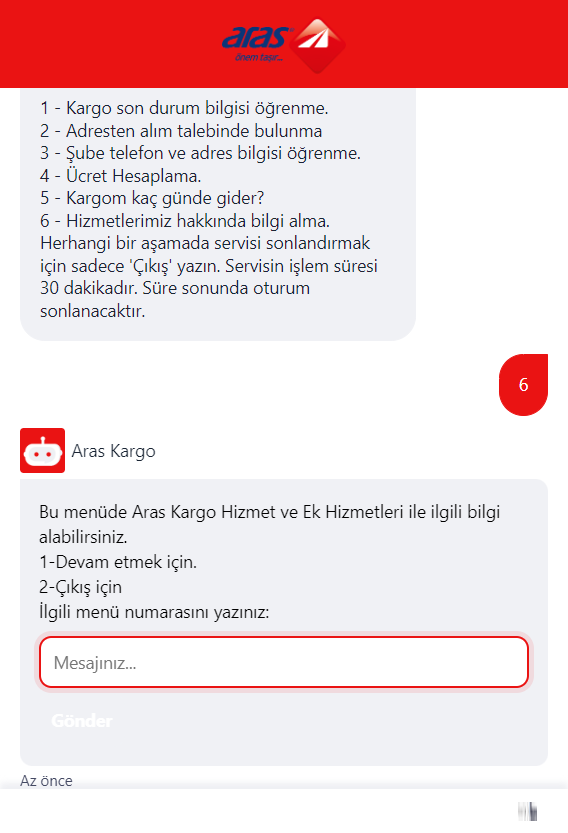 aras
önem taşır...
1 - Kargo son durum bilgisi öğrenme.
2 - Adresten alım talebinde bulunma
3 - Şube telefon ve adres bilgisi öğrenme.
4 - Ücret Hesaplama.
5 - Kargom kaç günde gider?
6 - Hizmetlerimiz hakkında bilgi alma.
Herhangi bir aşamada servisi sonlandırmak
için sadece 'Çıkış' yazın. Servisin işlem süresi
30 dakikadır. Süre sonunda oturum
sonlanacaktır.
6
Aras Kargo
Bu menüde Aras Kargo Hizmet ve Ek Hizmetleri ile ilgili bilgi
alabilirsiniz.
1-Devam etmek için.
2-Çıkış için
İlgili menü numarasını yazınız:
Mesajınız...
Gönder
Az önce